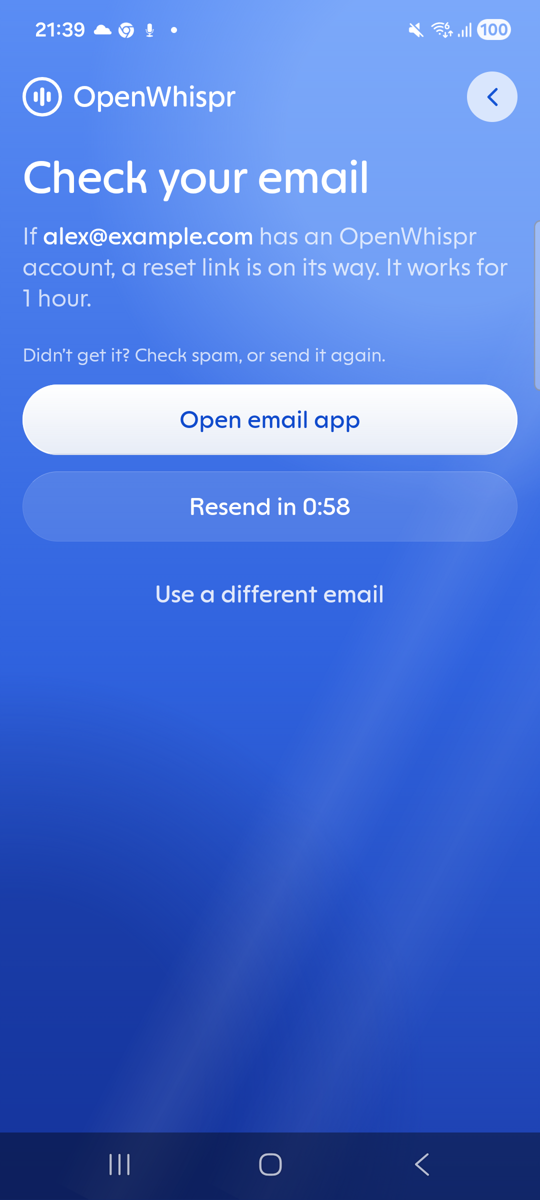 21:39
100
OpenWhispr
Check your email
If alex@example.com has an OpenWhispr
account, a reset link is on its way. It works for
1 hour.
Didn't get it? Check spam, or send it again.
Open email app
Resend in 0:58
Use a different email